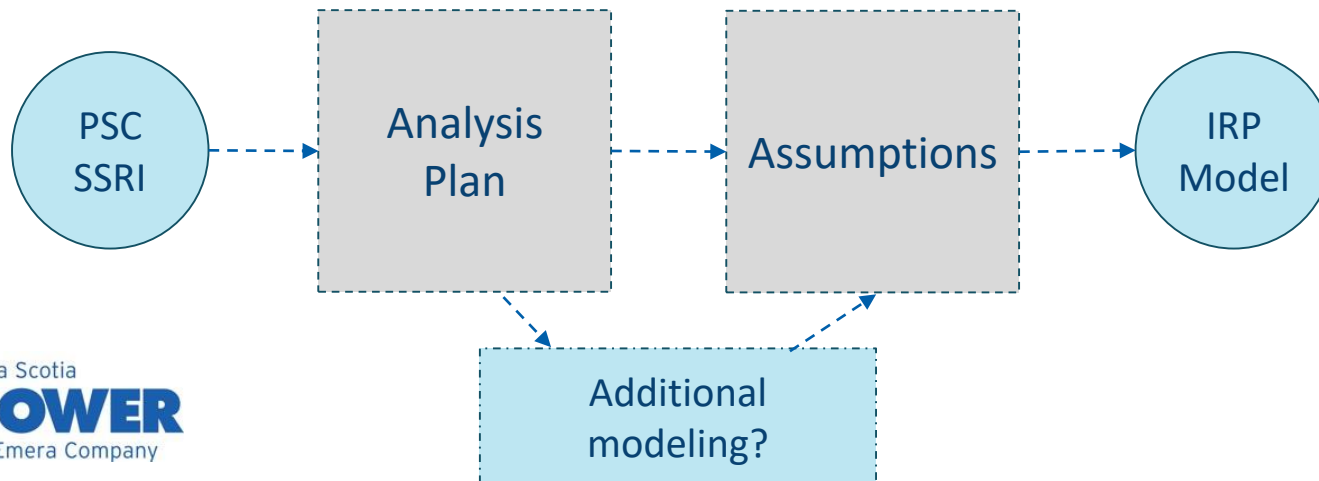 PSC
SSRI
Analysis
Plan
Assumptions
IRP
Model
Additional
modeling?
a Scotia
OWER
Emera Company